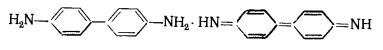 H₂N NH₂ · HN NH